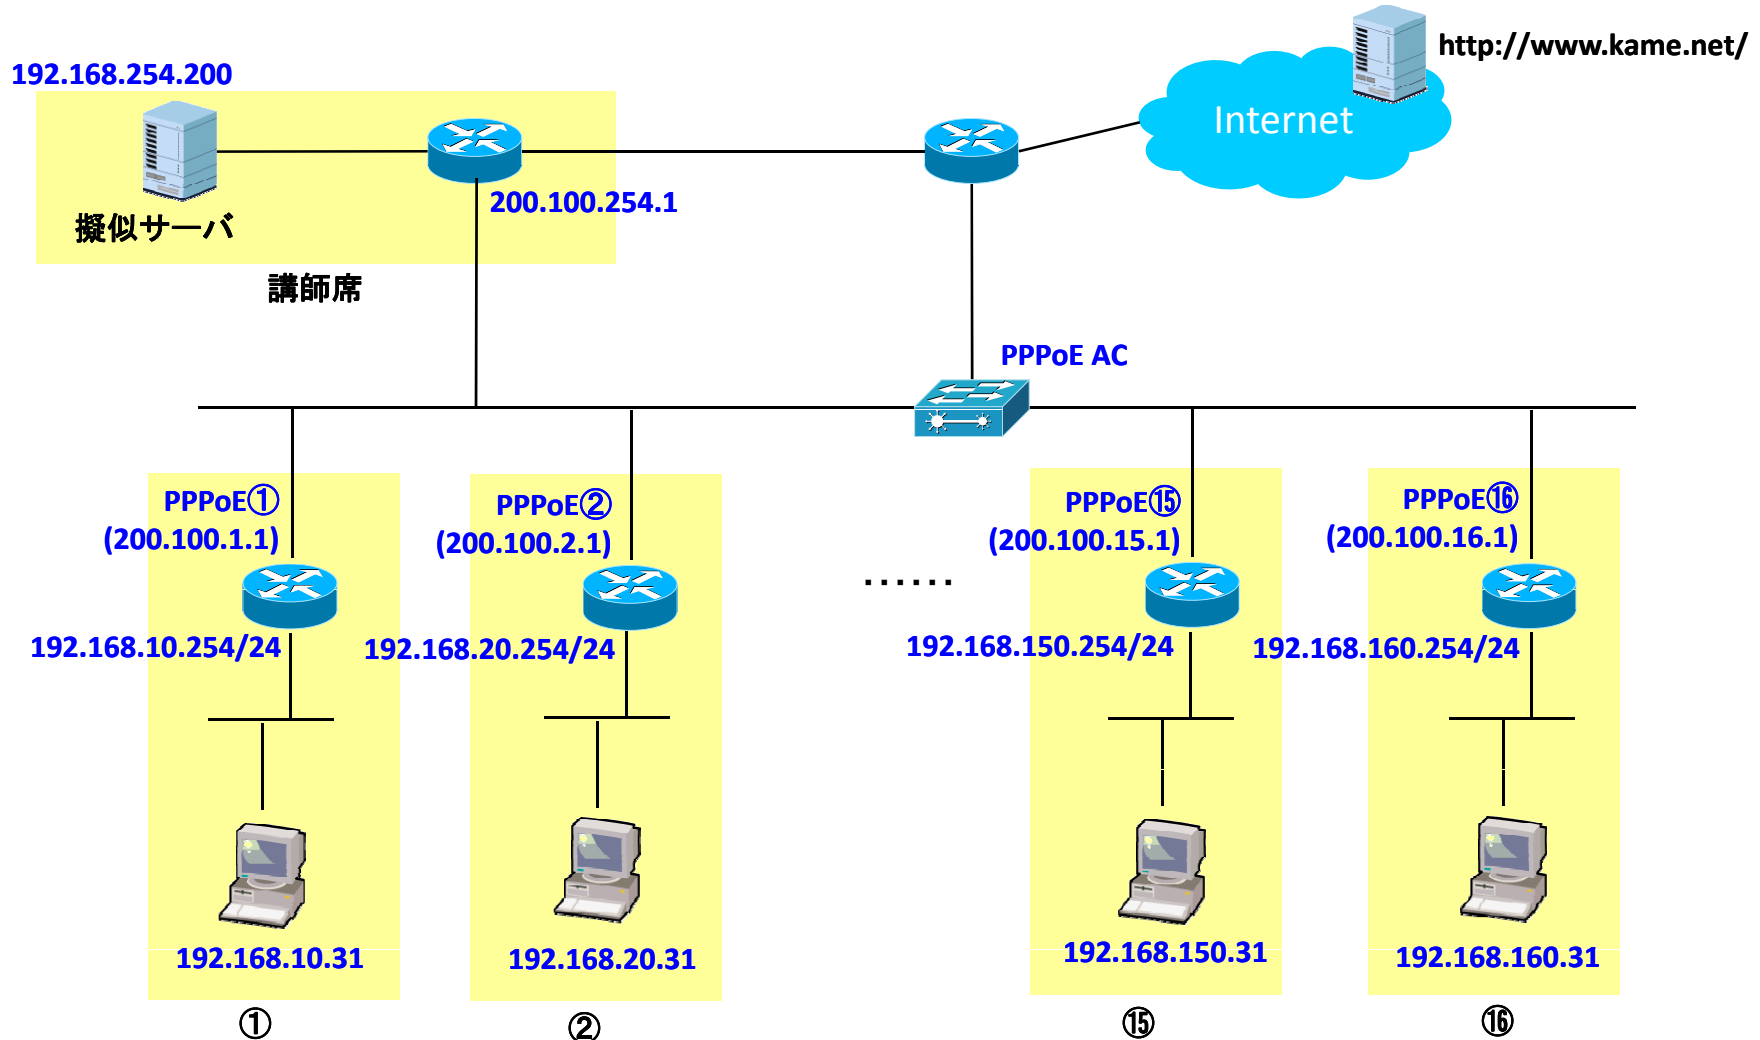 http://www.kame.net/
192.168.254.200
Internet
200.100.254.1
擬似サーバ
講師席
PPPoE AC
PPPoE①
(200.100.1.1)
192.168.10.254/24
192.168.10.31
①
PPPoE②
(200.100.2.1)
192.168.20.254/24
192.168.20.31
②
......
PPPoE⑮
(200.100.15.1)
192.168.150.254/24
192.168.150.31
⑮
PPPoE⑯
(200.100.16.1)
192.168.160.254/24
192.168.160.31
⑯